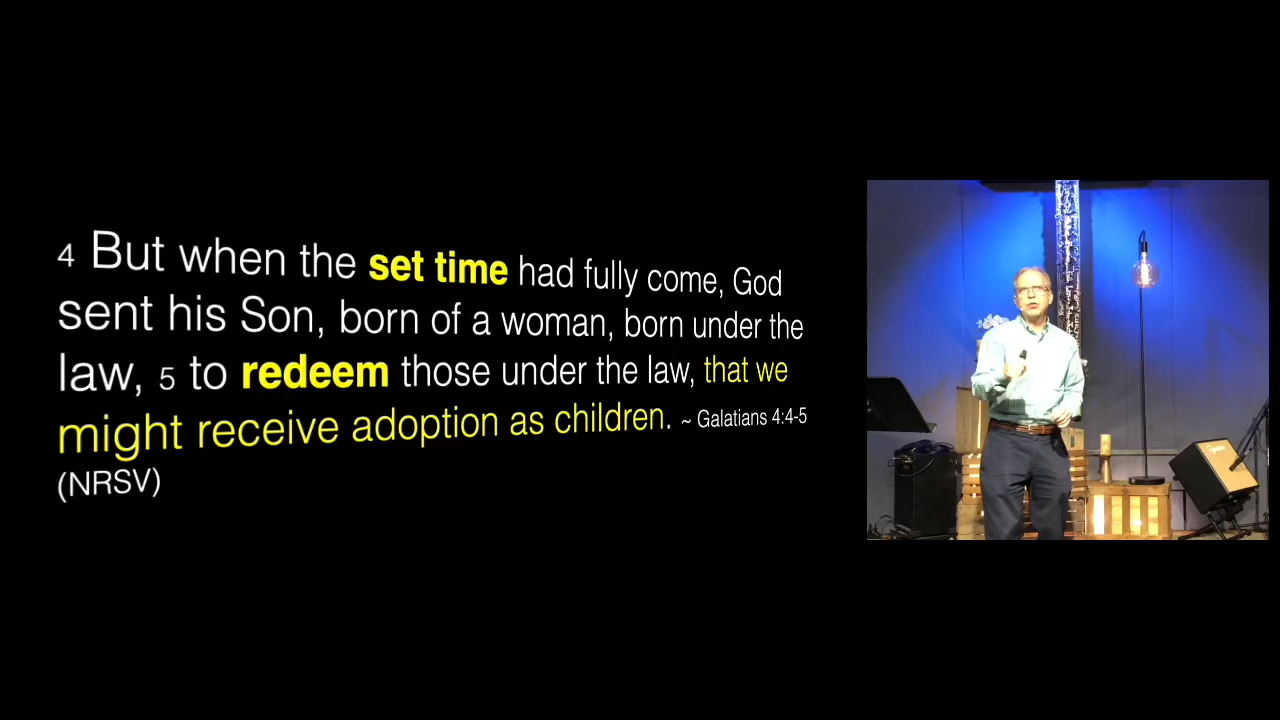 4 But when the set time had fully come, God
sent his Son, born of a woman, born under the
law, 5 to redeem those under the law, that we
might receive adoption as children. ~ Galatians 4:4-5
(NRSV)